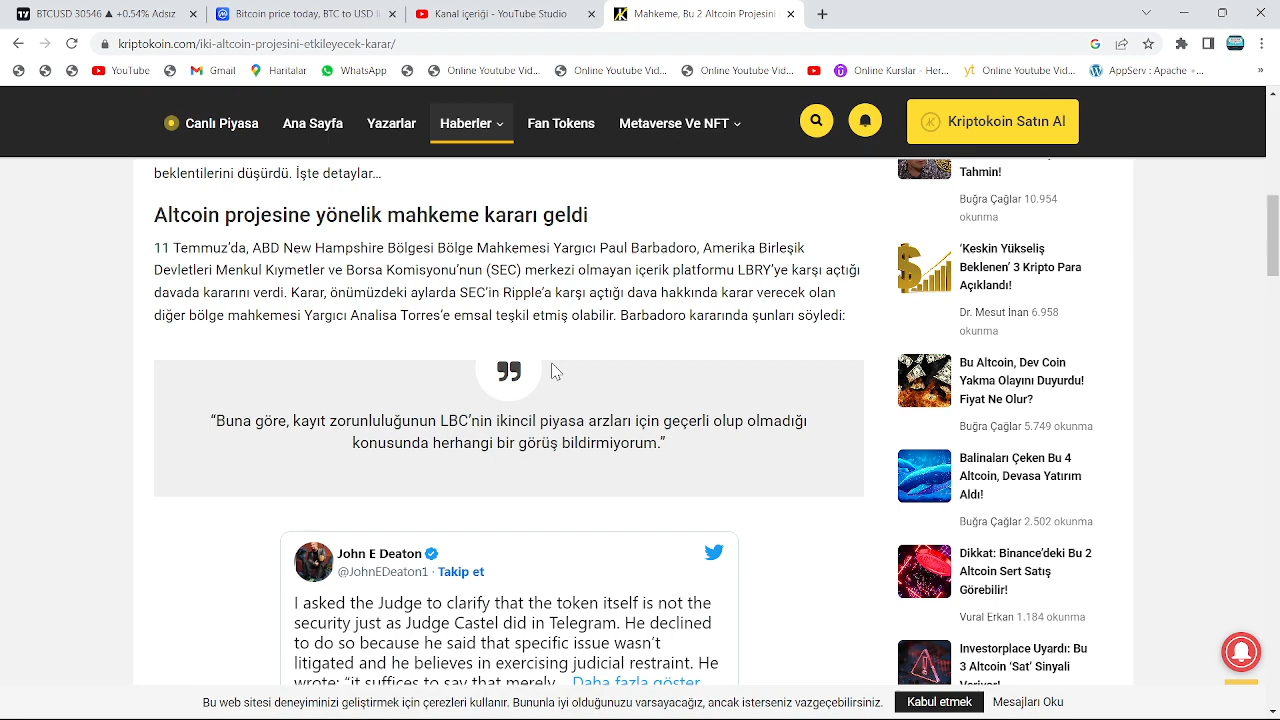 BTCUSD 30546 ▲ +0.54% Adsız
Bitcoin price today, BTC to USD li
Kanal içeriği - YouTube Studio
Mahkeme, Bu 2 Altcoin Projesini
kriptokoin.com/iki-altcoin-projesini-etkileyecek-karar/
YouTube
Gmail
Haritalar
WhatsApp
Online Youtube Vid...
Online Youtube Vid...
Online Youtube Vid...
Online Kurslar - Her...
Online Youtube Vid...
AppServ : Apache +...
»
Canlı Piyasa
Ana Sayfa
Yazarlar
Haberler
Fan Tokens
Metaverse Ve NFT
Kriptokoin Satın Al
beklentilerini düşürdü. İşte detaylar…
Altcoin projesine yönelik mahkeme kararı geldi
11 Temmuz’da, ABD New Hampshire Bölgesi Bölge Mahkemesi Yargıcı Paul Barbadoro, Amerika Birleşik
Devletleri Menkul Kıymetler ve Borsa Komisyonu’nun (SEC) merkezi olmayan içerik platformu LBRY’ye karşı açtığı
davada kararını verdi. Karar, önümüzdeki aylarda SEC’in Ripple’a karşı açtığı dava hakkında karar verecek olan
diğer bölge mahkemesi Yargıcı Analisa Torres’e emsal teşkil etmiş olabilir. Barbadoro kararında şunları söyledi:
“Buna göre, kayıt zorunluluğunun LBC’nin ikincil piyasa arzları için geçerli olup olmadığı
konusunda herhangi bir görüş bildirmiyorum.”
John E Deaton
@JohnEDeaton1 · Takip et
I asked the Judge to clarify that the token itself is not the
security, just as Judge Castel did in Telegram. He declined
to do so because he said that specific issue wasn’t
litigated and he believes in exercising judicial restraint. He
wrote: “it suffices to say that merely… Daha fazla göster
Tahmin!
Buğra Çağlar 10.954
okunma
‘Keskin Yükseliş
Beklenen’ 3 Kripto Para
Açıklandı!
Dr. Mesut İnan 6.958
okunma
Bu Altcoin, Dev Coin
Yakma Olayını Duyurdu!
Fiyat Ne Olur?
Buğra Çağlar 5.749 okunma
Balinaları Çeken Bu 4
Altcoin, Devasa Yatırım
Aldı!
Buğra Çağlar 2.502 okunma
Dikkat: Binance’deki Bu 2
Altcoin Sert Satış
Görebilir!
Vural Erkan 1.184 okunma
Investorplace Uyardı: Bu
3 Altcoin ‘Sat’ Sinyali
Veriyor!
Deneyiminizi geliştirmek için çerezleri kullanır. Bununla iyi olduğunuzu varsayacağız, ancak isterseniz vazgeçebilirsiniz.
Kabul etmek
Mesajları Oku